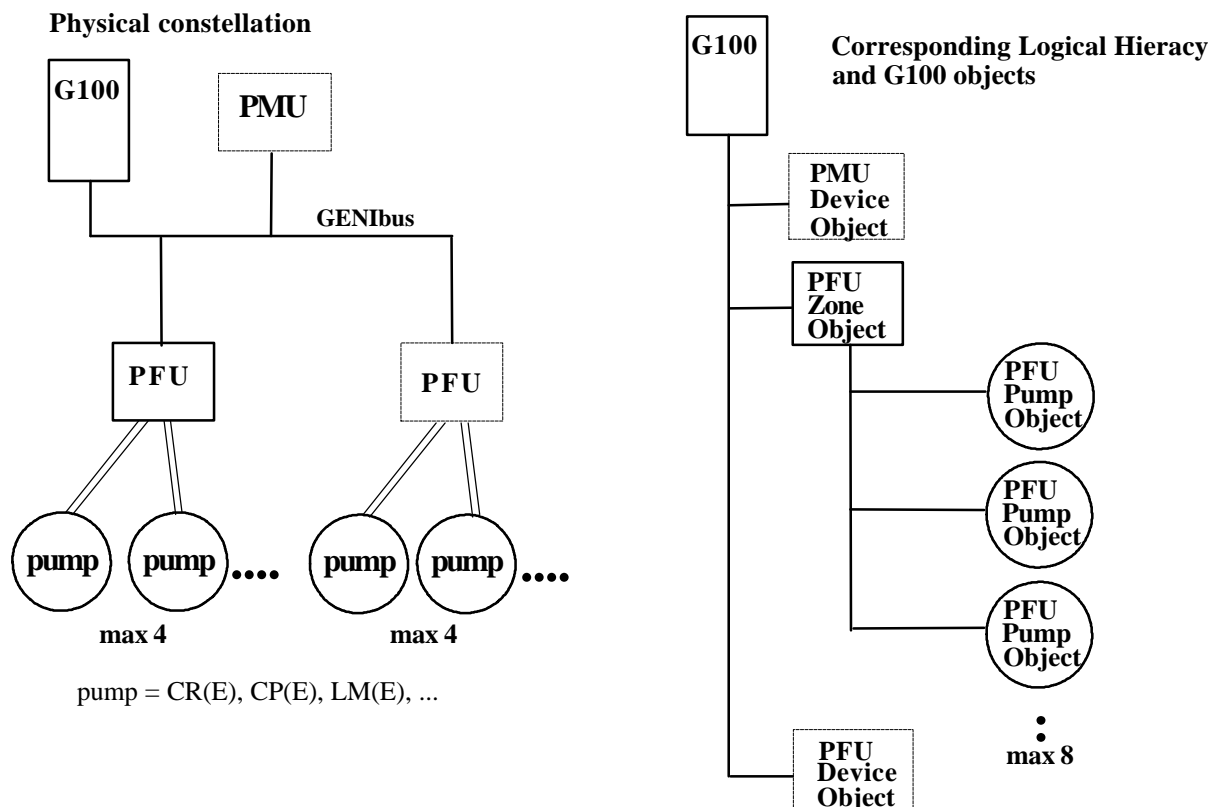 Physical constellation
G100
PMU
GENIbus
PFU
PFU
pump
pump
....
pump
pump
....
max 4
max 4
pump = CR(E), CP(E), LM(E), ...
G100
Corresponding Logical Hieracy
and G100 objects
PMU
Device
Object
PFU
Zone
Object
PFU
Pump
Object
PFU
Pump
Object
PFU
Pump
Object
:
max 8
PFU
Device
Object